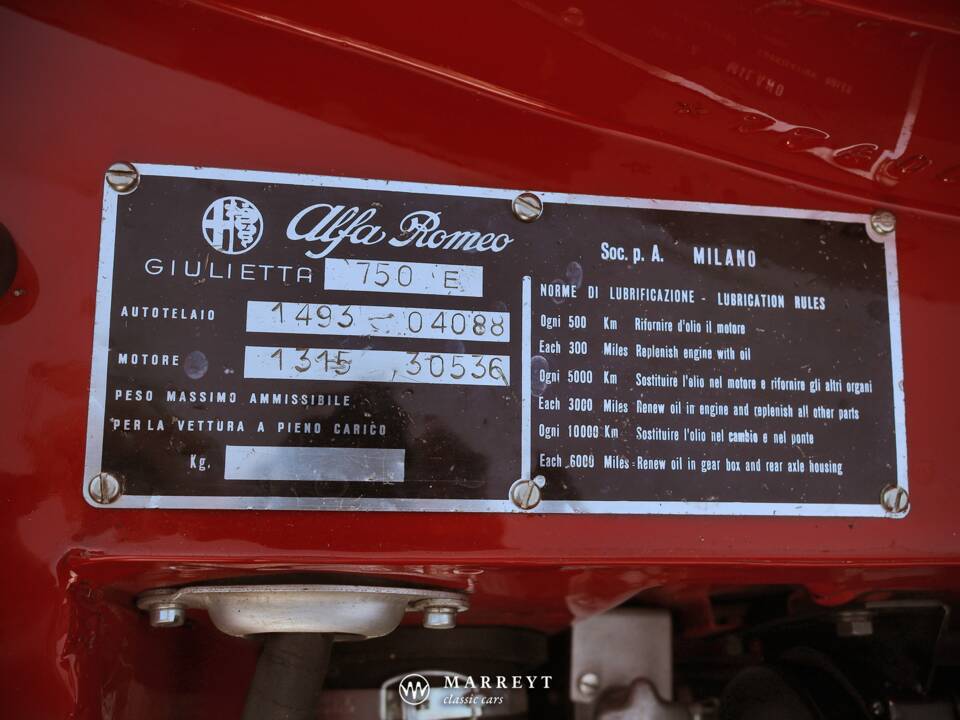 Alfa Romeo
GIULIETTA 750 E
AUTOTELAIO 1493 - 04088
MOTORE 1315 30536
PESO MASSIMO AMMISSIBILE
PER LA VETTURA A PIENO CARICO
Kg.
Soc. p. A. MILANO
NORME DI LUBRIFICAZIONE - LUBRICATION RULES
Ogni 500 Km Rifornire d'olio il motore
Each 300 Miles Replenish engine with oil
Ogni 5000 Km Sostituire l'olio nel motore e rifornire gli altri organi
Each 3000 Miles Renew oil in engine and replenish all other parts
Ogni 10000 Km Sostituire l'olio nel cambio e nel ponte
Each 6000 Miles Renew oil in gear box and rear axle housing
MARREYT
classic cars